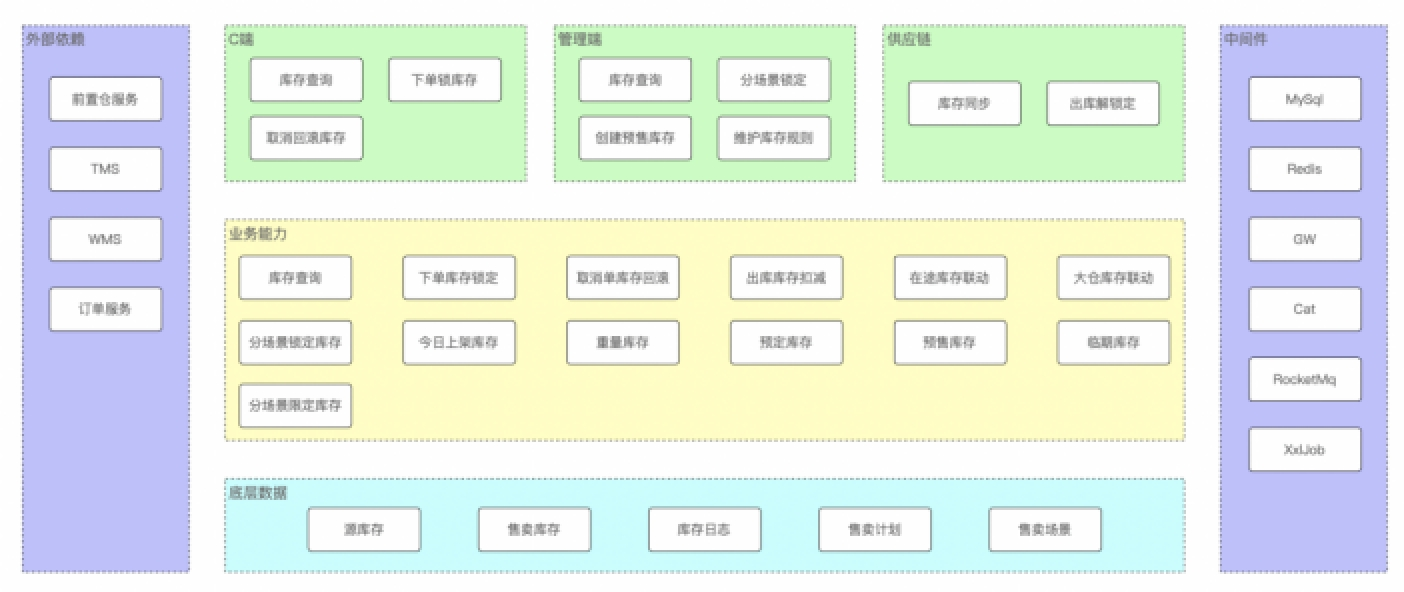 外部依赖
前置仓服务
TMS
WMS
订单服务
C端
库存查询
下单锁库存
取消回滚库存
管理端
库存查询
分场景锁定
创建预售库存
维护库存规则
供应链
库存同步
出库解锁定
业务能力
库存查询
下单库存锁定
取消单库存回滚
出库库存扣减
在途库存联动
大仓库存联动
分场景锁定库存
今日上架库存
重量库存
预定库存
预售库存
临期库存
分场景限定库存
底层数据
源库存
售卖库存
库存日志
售卖计划
售卖场景
中间件
MySql
Redis
GW
Cat
RocketMq
XxlJob